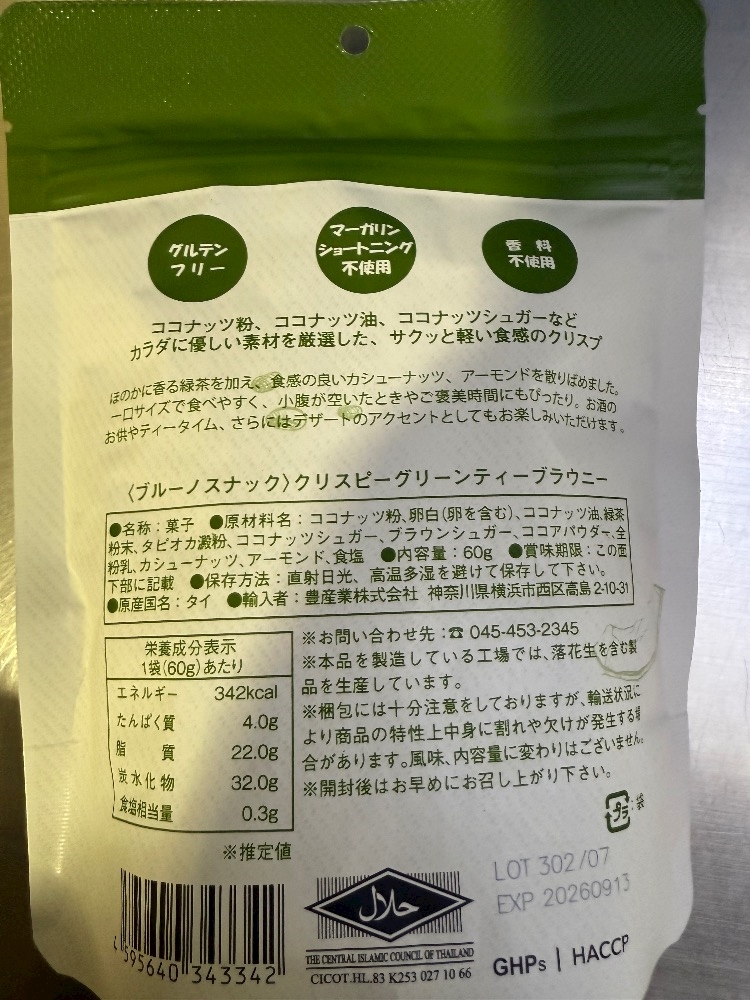 グルテン
フリー
マーガリン
ショートニング
不使用
香料
不使用
ココナッツ粉、ココナッツ油、ココナッツシュガーなど
カラダに優しい素材を厳選した、サクッと軽い食感のクリスプ
ほのかに香る緑茶を加え、食感の良いカシューナッツ、アーモンドを散りばめました。
一口サイズで食べやすく、小腹が空いたときやご褒美時間にもぴったり。お酒の
お供やティータイム、さらにはデザートのアクセントとしてもお楽しみいただけます。
〈ブルーノスナック〉クリスピーグリーンティーブラウニー
●名称：菓子 ●原材料名：ココナッツ粉、卵白(卵を含む)、ココナッツ油、緑茶
粉末、タピオカ澱粉、ココナッツシュガー、ブラウンシュガー、ココアパウダー、全
粉乳、カシューナッツ、アーモンド、食塩 ●内容量：60g ●賞味期限：この面
下部に記載 ●保存方法：直射日光、高温多湿を避けて保存して下さい。
●原産国名：タイ ●輸入者：豊産業株式会社 神奈川県横浜市西区高島2-10-31
栄養成分表示
1袋(60g)あたり
エネルギー 342kcal
たんぱく質 4.0g
脂質 22.0g
炭水化物 32.0g
食塩相当量 0.3g
※推定値
※お問い合わせ先：☎ 045-453-2345
※本品を製造している工場では、落花生を含む製
品を生産しています。
※梱包には十分注意をしておりますが、輸送状況に
より商品の特性上中身に割れや欠けが発生する場
合があります。風味、内容量に変わりはございません。
※開封後はお早めにお召し上がり下さい。
プラ：袋
LOT 302/07
EXP 20260913
4595640 343342
حلال
THE CENTRAL ISLAMIC COUNCIL OF THAILAND
CICOT.HL.83 K253 027 10 66
GHPs | HACCP